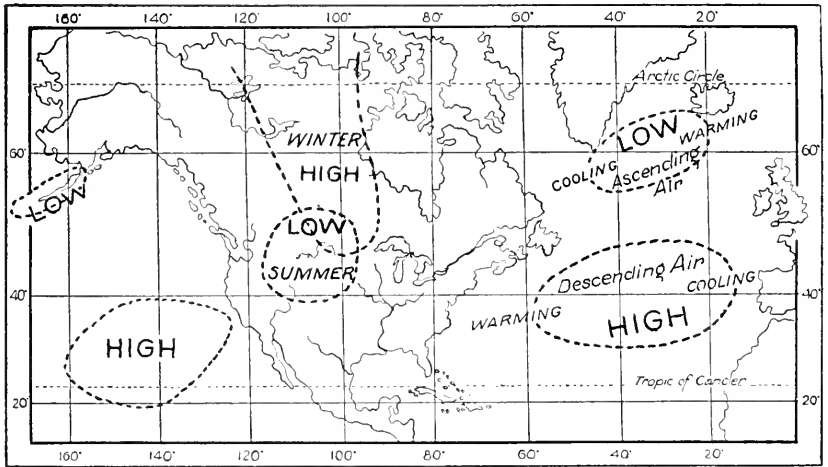 160° 140° 120° 100° 80° 60° 40° 20°
Arctic Circle
WINTER
HIGH
LOW
WARMING
COOLING
Ascending
Air
60° 60°
LOW
LOW
SUMMER
Descending Air
COOLING
40° 40°
WARMING
HIGH
HIGH
Tropic of Cancer
20° 20°
160° 140° 120° 100° 80° 60° 40° 20°